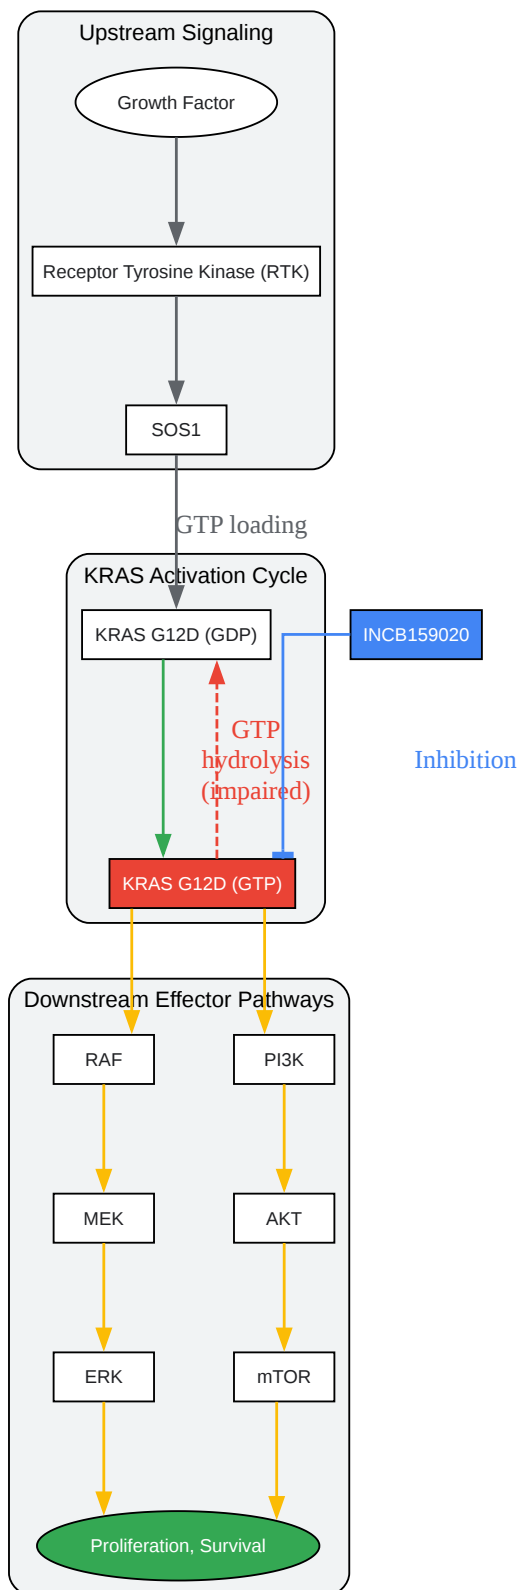 Upstream Signaling
Growth Factor
Receptor Tyrosine Kinase (RTK)
SOS1
GTP loading
KRAS Activation Cycle
KRAS G12D (GDP)
INCB159020
GTP
hydrolysis
(impaired)
Inhibition
KRAS G12D (GTP)
Downstream Effector Pathways
RAF
PI3K
MEK
AKT
ERK
mTOR
Proliferation, Survival